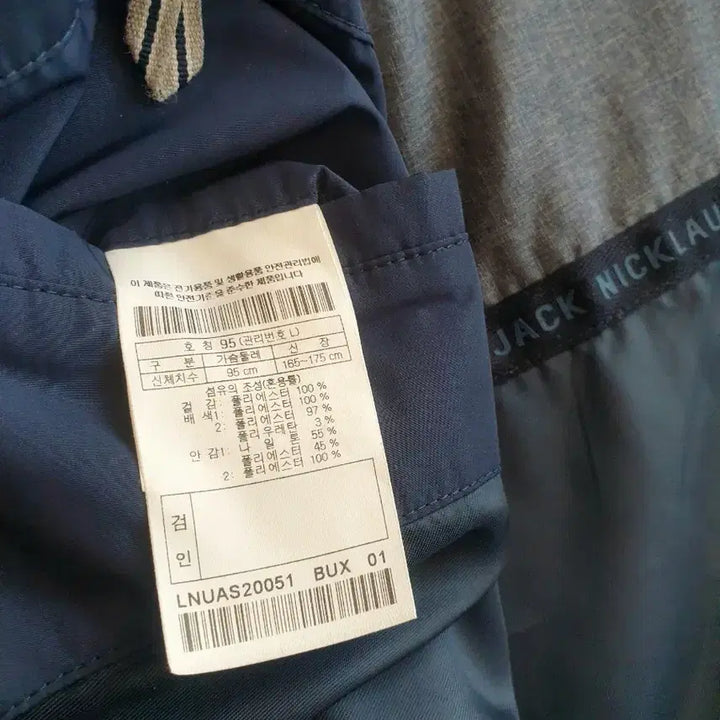 이 제품은 전기용품 및 생활용품 안전관리법에
따른 안전기준을 준수한 제품입니다
호 칭 95 (관리번호 L)
구 분 가슴둘레 신 장
신체치수 95 cm 165~175 cm
섬유의 조성(혼용률)
겉 감: 폴리에스터 100 %
배 색1: 폴리에스터 100 %
2: 폴리에스터 97 %
폴리우레탄 3 %
안 감1: 나 일 론 55 %
폴리에스터 45 %
2: 폴리에스터 100 %
검
인
LNUAS20051 BUX 01
JACK NICKLAU